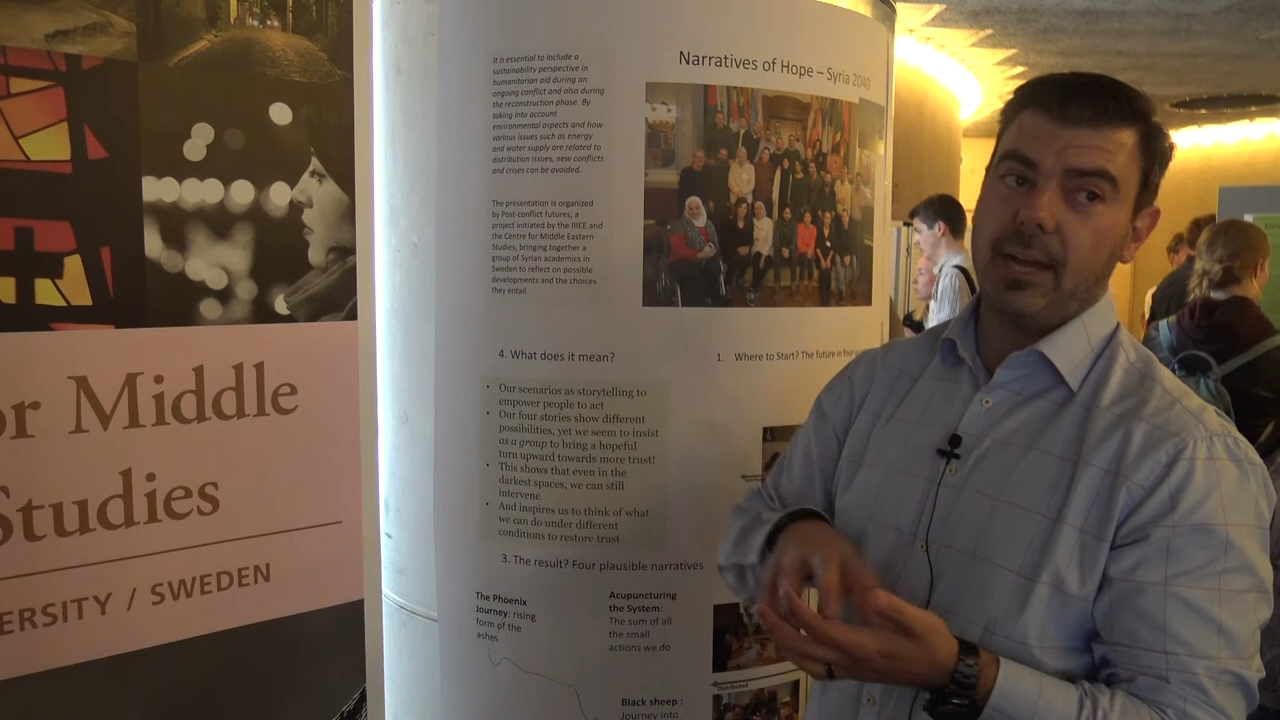 or Middle
Studies
ERSITY / SWEDEN
It is essential to include a
sustainability perspective in
humanitarian aid during an
ongoing conflict and also during
the reconstruction phase. By
taking into account
environmental aspects and how
various issues such as energy
and water supply are related to
distribution issues, new conflicts
and crises can be avoided.
The presentation is organized
by Post-conflict futures, a
project initiated by the IIIEE and
the Centre for Middle Eastern
Studies, bringing together a
group of Syrian academics in
Sweden to reflect on possible
developments and the choices
they entail.
Narratives of Hope – Syria 2040
4. What does it mean?
• Our scenarios as storytelling to
empower people to act
• Our four stories show different
possibilities, yet we seem to insist
as a group to bring a hopeful
turn upward towards more trust!
• This shows that even in the
darkest spaces, we can still
intervene
• And inspires us to think of what
we can do under different
conditions to restore trust
1. Where to Start? The future in four
3. The result? Four plausible narratives
The Phoenix
Journey: rising
form of the
ashes
Acupuncturing
the System:
The sum of all
the small
actions we do
Black sheep :
Journey into
Distributed